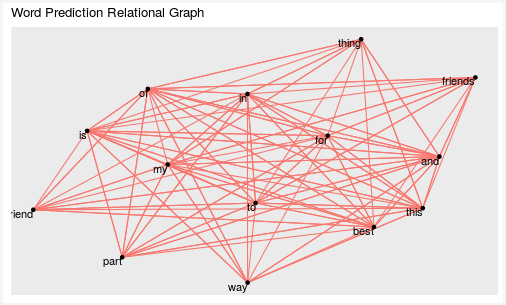 Word Prediction Relational Graph
thing
friends
of
in
is
for
my
and
riend
to
this
best
part
way